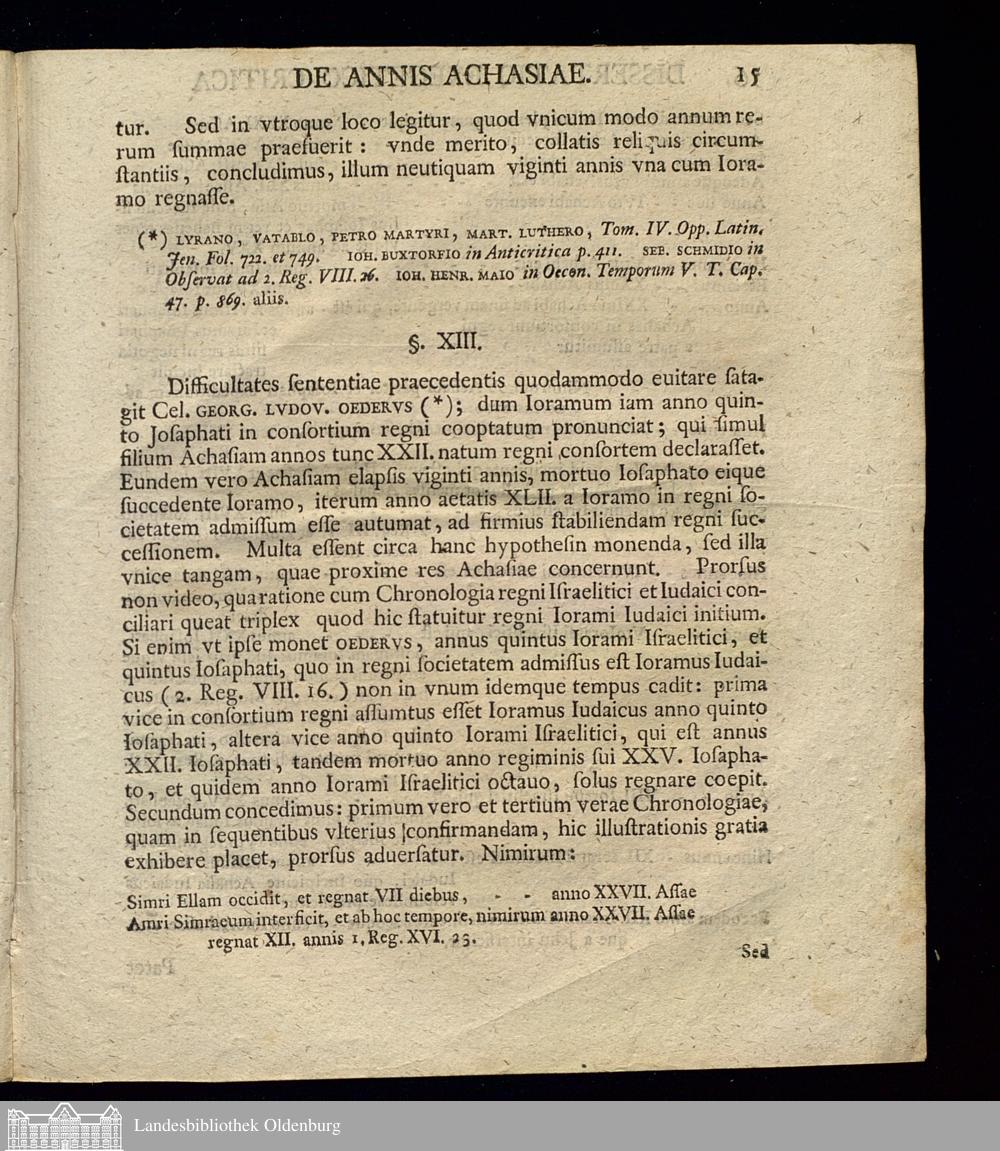 DE ANNIS ACHASIAE. 15
tur. Sed in vtroque loco legitur, quod vnicum modo annum re-
rum ſummae praefuerit: vnde merito, collatis reliquis circum-
ſtantiis, concludimus, illum neutiquam viginti annis vna cum Iora-
mo regnaſſe.
(*) LYRANO, VATABLO, PETRO MARTYRI, MART. LUTHERO, Tom. IV. Opp. Latin.
Jen. Fol. 722. et 749. IOH. BUXTORFIO in Anticritica p. 411. SEB. SCHMIDIO in
Obſervat ad 2. Reg. VIII. 26. IOH. HENR. MAIO in Oecon. Temporum V. T. Cap.
47. p. 869. aliis.
§. XIII.
Difficultates ſententiae praecedentis quodammodo euitare ſata-
git Cel. GEORG. LVDOV. OEDERVS (*); dum Ioramum iam anno quin-
to Joſaphati in conſortium regni cooptatum pronunciat; qui ſimul
filium Achaſiam annos tunc XXII. natum regni conſortem declaraſſet.
Eundem vero Achaſiam elapſis viginti annis, mortuo Ioſaphato eique
ſuccedente Ioramo, iterum anno aetatis XLII. a Ioramo in regni ſo-
cietatem admiſſum eſſe autumat, ad firmius ſtabiliendam regni ſuc-
ceſſionem. Multa eſſent circa hanc hypotheſin monenda, ſed illa
vnice tangam, quae proxime res Achaſiae concernunt. Prorſus
non video, qua ratione cum Chronologia regni Iſraelitici et Iudaici con-
ciliari queat triplex quod hic ſtatuitur regni Iorami Iudaici initium.
Si enim vt ipſe monet OEDERVS, annus quintus Iorami Iſraelitici, et
quintus Ioſaphati, quo in regni ſocietatem admiſſus eſt Ioramus Iudai-
cus (2. Reg. VIII. 16.) non in vnum idemque tempus cadit: prima
vice in conſortium regni aſſumtus eſſet Ioramus Iudaicus anno quinto
Ioſaphati, altera vice anno quinto Iorami Iſraelitici, qui eſt annus
XXII. Ioſaphati, tandem mortuo anno regiminis ſui XXV. Ioſapha-
to, et quidem anno Iorami Iſraelitici octauo, ſolus regnare coepit.
Secundum concedimus: primum vero et tertium verae Chronologiae,
quam in ſequentibus vlterius confirmandam, hic illuſtrationis gratia
exhibere placet, prorſus aduerſatur. Nimirum:
Simri Ellam occidit, et regnat VII diebus, - - anno XXVII. Aſſae
Amri Simraeum interficit, et ab hoc tempore, nimirum anno XXVII. Aſſae
regnat XII. annis 1. Reg. XVI. 23.
Sed
Landesbibliothek Oldenburg